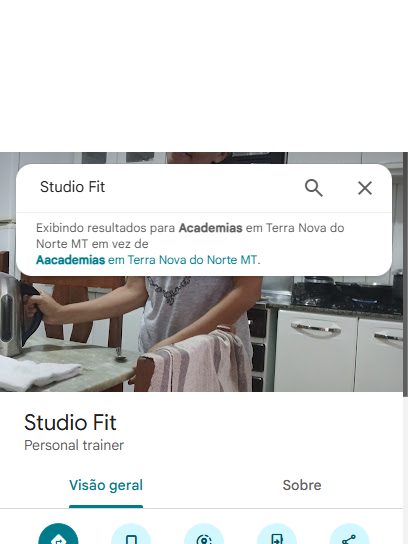 Studio Fit
Exibindo resultados para Academias em Terra Nova do
Norte MT em vez de
Aacademias em Terra Nova do Norte MT.
Studio Fit
Personal trainer
Visão geral
Sobre